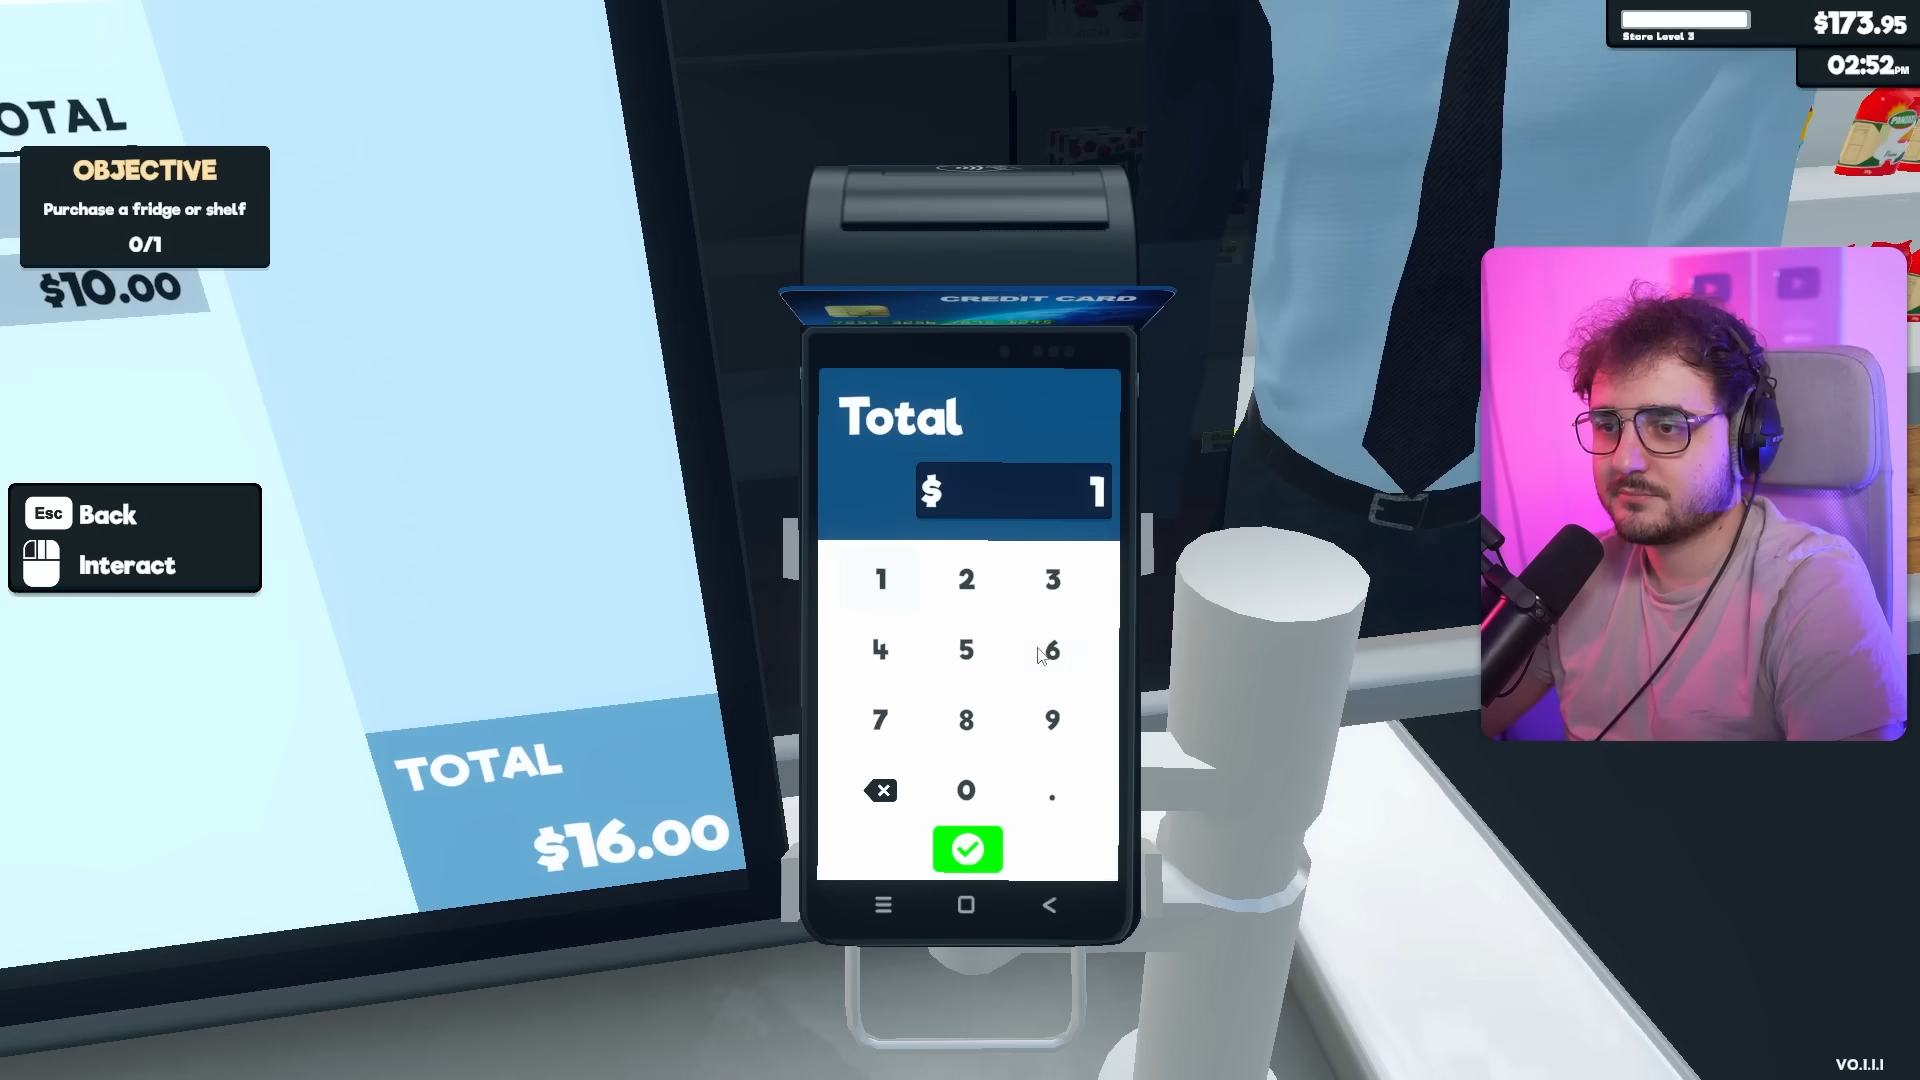 $173.95
Store Level 3
02:52PM
OTAL
OBJECTIVE
Purchase a fridge or shelf
0/1
$10.00
CREDIT CARD
Esc Back
Interact
Total
$ 1
1 2 3
4 5 6
7 8 9
0 .
TOTAL
$16.00
V0.1.1.1